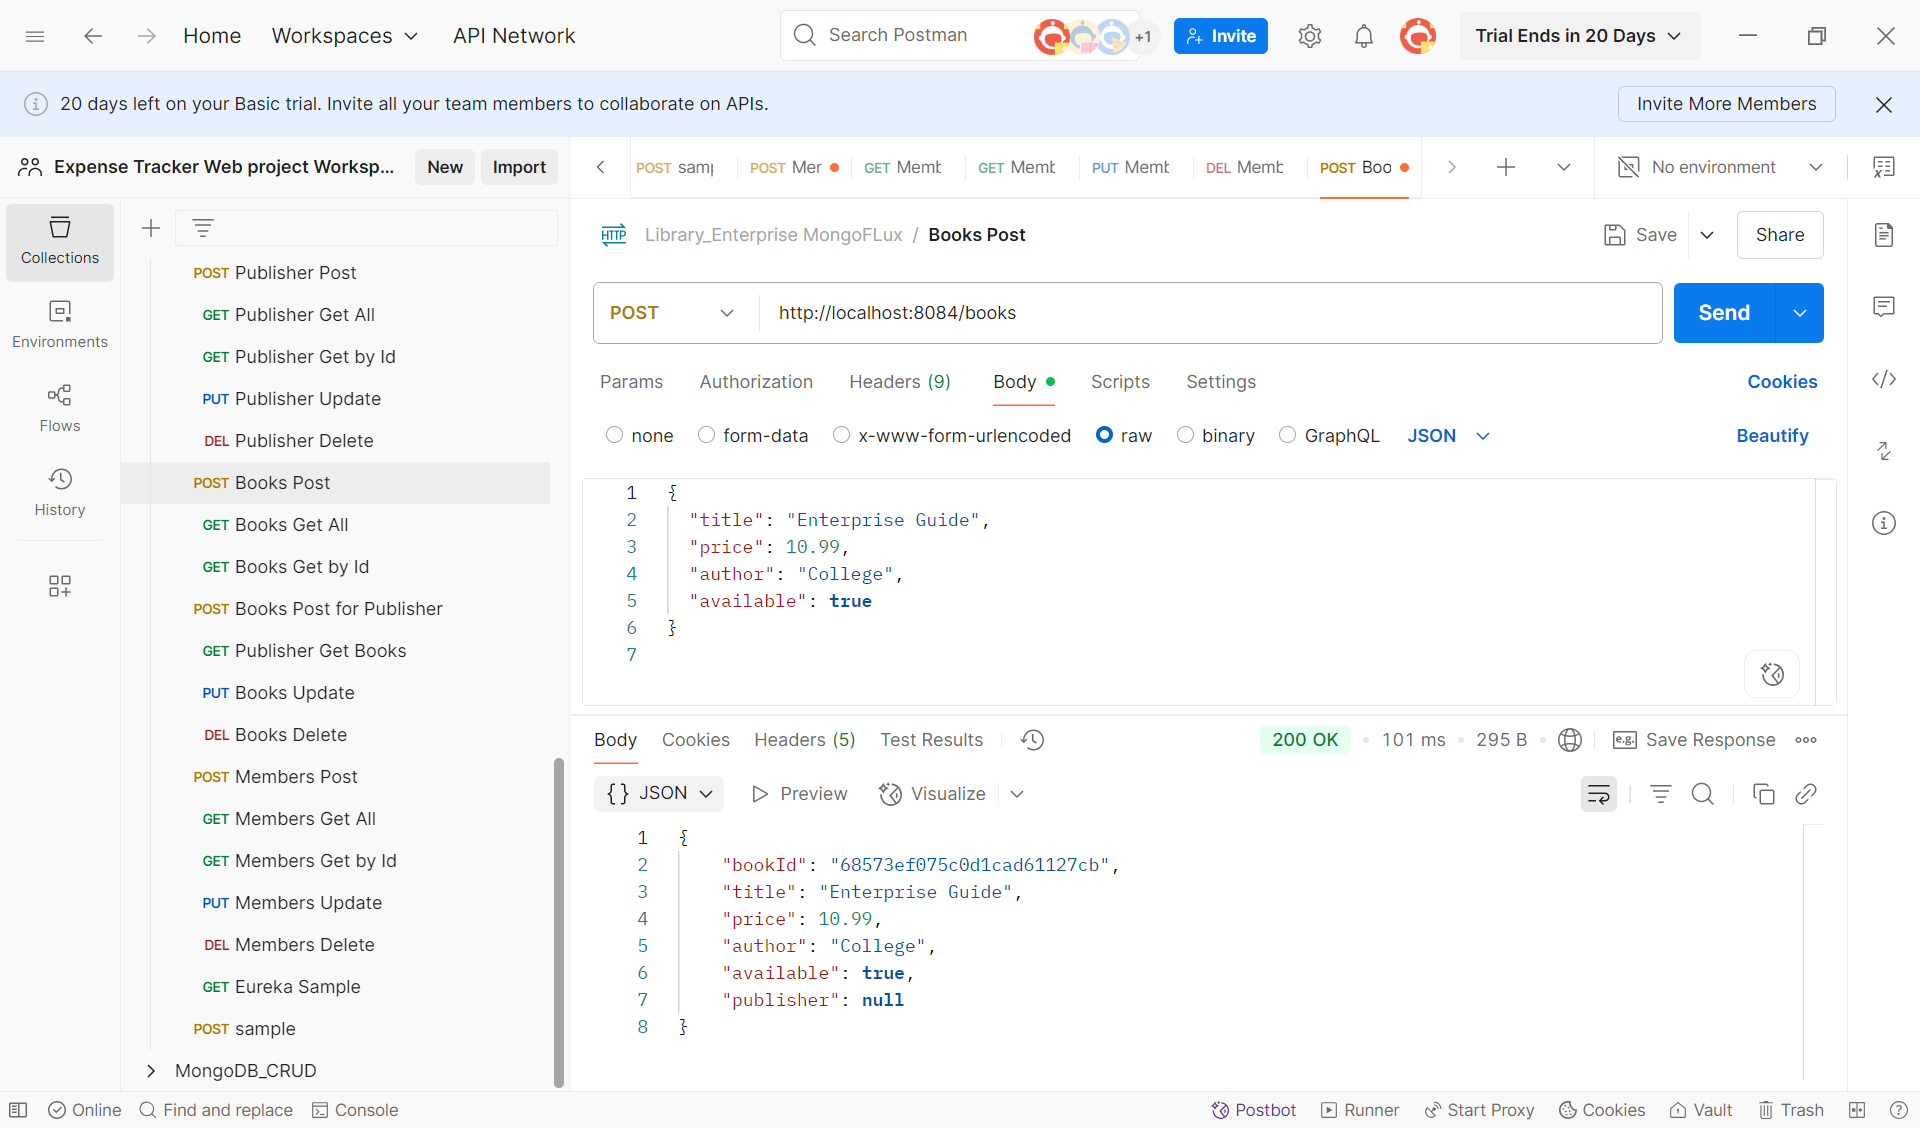 Home Workspaces API Network Search Postman +1 Invite Trial Ends in 20 Days
20 days left on your Basic trial. Invite all your team members to collaborate on APIs. Invite More Members
Expense Tracker Web project Worksp... New Import
POST samp POST Mer GET Memb GET Memb PUT Memb DEL Memb POST Boo No environment
Collections
Environments
Flows
History
POST Publisher Post
GET Publisher Get All
GET Publisher Get by Id
PUT Publisher Update
DEL Publisher Delete
POST Books Post
GET Books Get All
GET Books Get by Id
POST Books Post for Publisher
GET Publisher Get Books
PUT Books Update
DEL Books Delete
POST Members Post
GET Members Get All
GET Members Get by Id
PUT Members Update
DEL Members Delete
GET Eureka Sample
POST sample
MongoDB_CRUD
HTTP Library_Enterprise MongoFLux / Books Post Save Share
POST http://localhost:8084/books Send
Params Authorization Headers (9) Body Scripts Settings Cookies
none form-data x-www-form-urlencoded raw binary GraphQL JSON Beautify
1 {
2 "title": "Enterprise Guide",
3 "price": 10.99,
4 "author": "College",
5 "available": true
6 }
7
Body Cookies Headers (5) Test Results 200 OK 101 ms 295 B e.g. Save Response
{} JSON Preview Visualize
1 {
2 "bookId": "68573ef075c0d1cad61127cb",
3 "title": "Enterprise Guide",
4 "price": 10.99,
5 "author": "College",
6 "available": true,
7 "publisher": null
8 }
Online Find and replace Console Postbot Runner Start Proxy Cookies Vault Trash